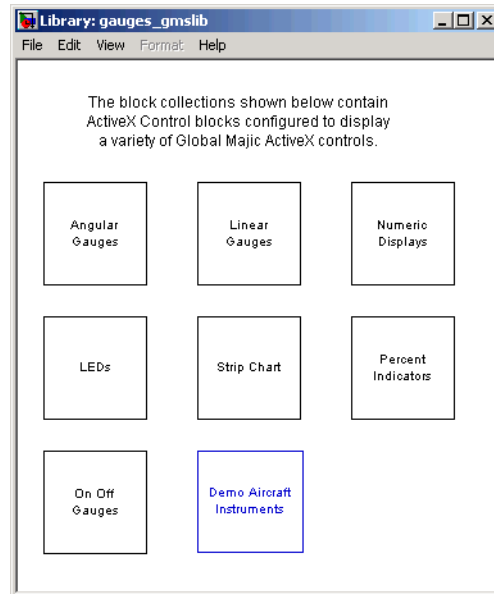 Library: gauges_gmslib
File Edit View Format Help
The block collections shown below contain
ActiveX Control blocks configured to display
a variety of Global Majic ActiveX controls.
Angular
Gauges
Linear
Gauges
Numeric
Displays
LEDs
Strip Chart
Percent
Indicators
On Off
Gauges
Demo Aircraft
Instruments